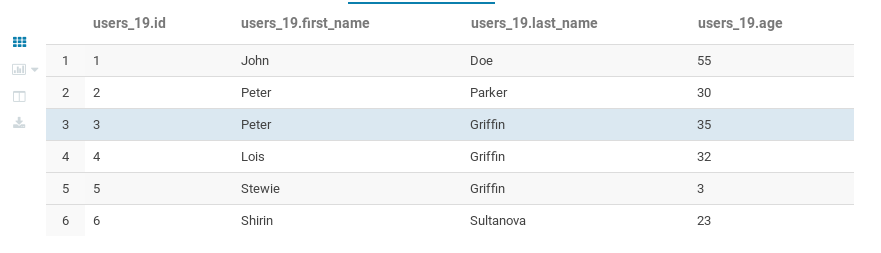 users_19.id users_19.first_name users_19.last_name users_19.age
1 1 John Doe 55
2 2 Peter Parker 30
3 3 Peter Griffin 35
4 4 Lois Griffin 32
5 5 Stewie Griffin 3
6 6 Shirin Sultanova 23